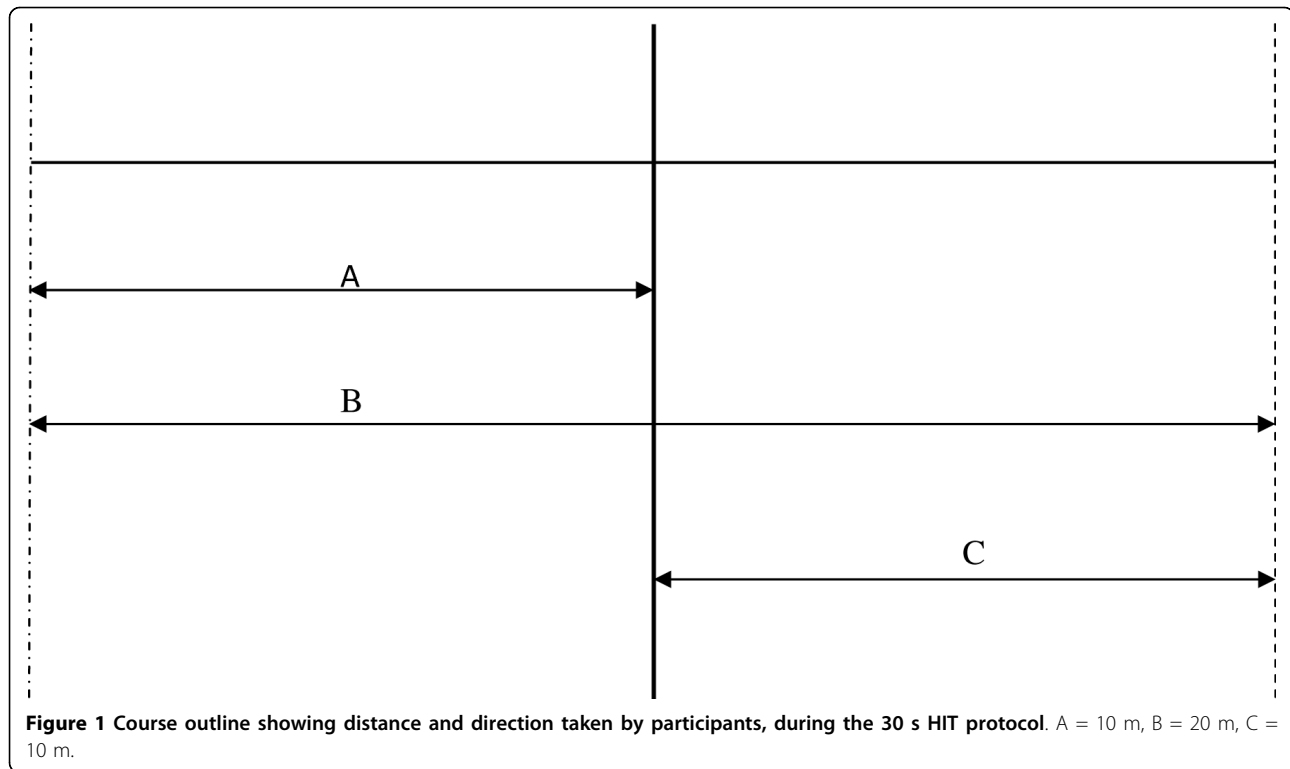 A
B
C
Figure 1 Course outline showing distance and direction taken by participants, during the 30 s HIT protocol. A = 10 m, B = 20 m, C =
10 m.